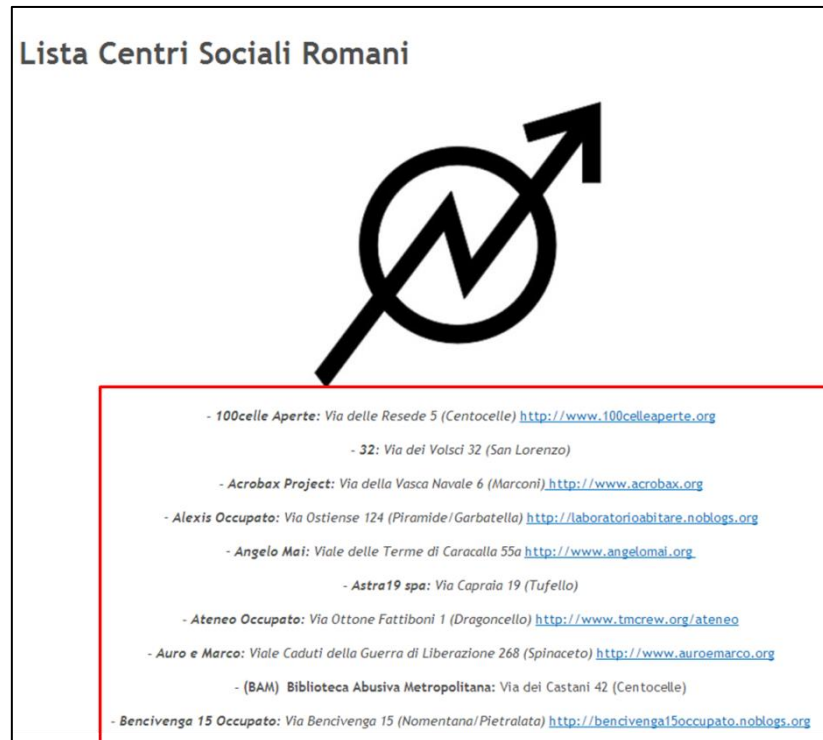 Lista Centri Sociali Romani
- 100celle Aperte: Via delle Resede 5 (Centocelle) http://www.100celleaperte.org
- 32: Via dei Volsci 32 (San Lorenzo)
- Acrobax Project: Via della Vasca Navale 6 (Marconi) http://www.acrobax.org
- Alexis Occupato: Via Ostiense 124 (Piramide/Garbatella) http://laboratorioabitare.noblogs.org
- Angelo Mai: Viale delle Terme di Caracalla 55a http://www.angelomai.org
- Astra19 spa: Via Capraia 19 (Tufello)
- Ateneo Occupato: Via Ottone Fattiboni 1 (Dragoncello) http://www.tmcrew.org/ateneo
- Auro e Marco: Viale Caduti della Guerra di Liberazione 268 (Spinaceto) http://www.auroemarco.org
- (BAM) Biblioteca Abusiva Metropolitana: Via dei Castani 42 (Centocelle)
- Bencivenga 15 Occupato: Via Bencivenga 15 (Nomentana/Pietralata) http://bencivenga15occupato.noblogs.org